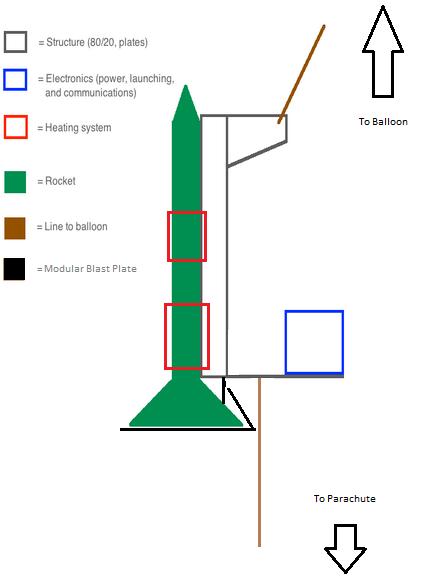 = Structure (80/20, plates)
= Electronics (power, launching,
and communications)
= Heating system
= Rocket
= Line to balloon
= Modular Blast Plate
To Balloon
To Parachute